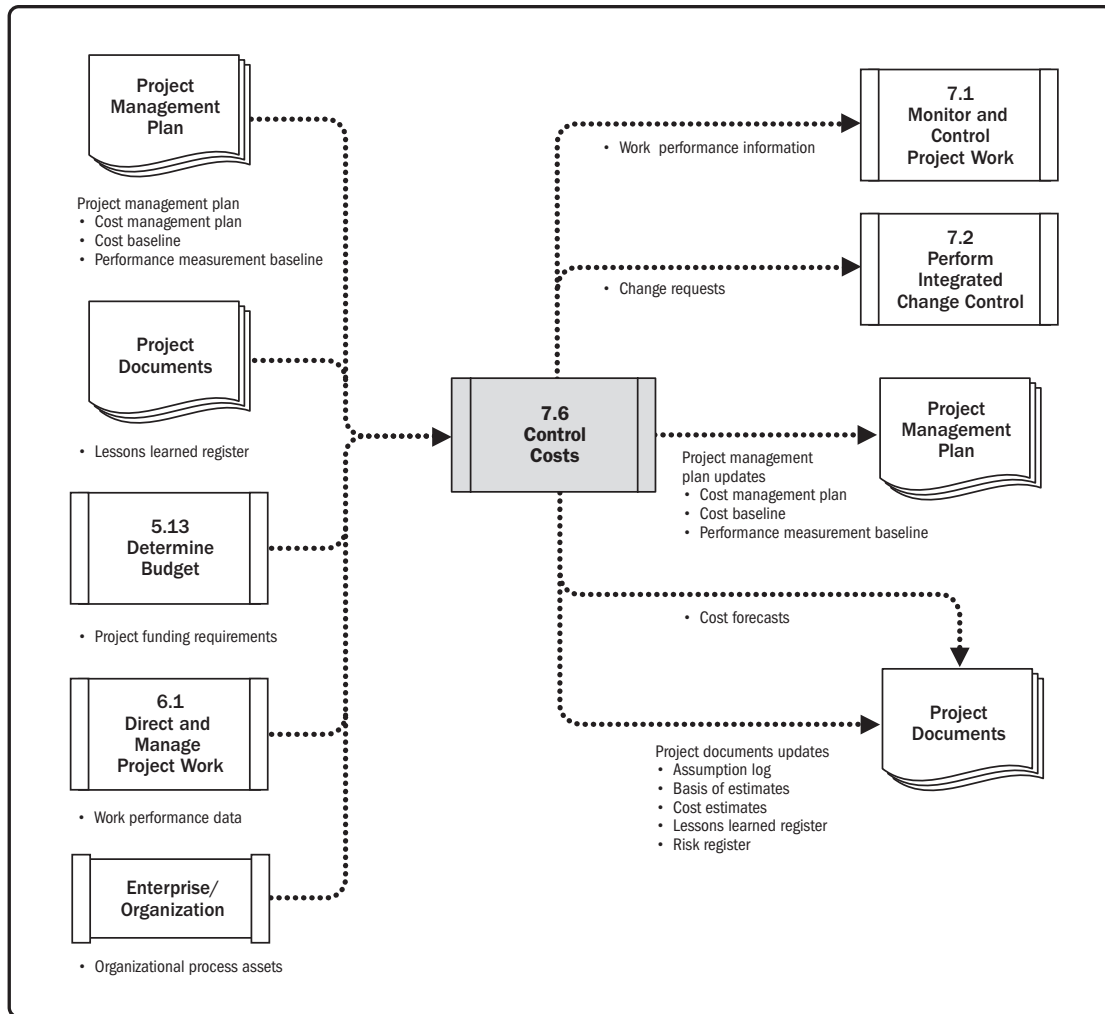 Project
Management
Plan
Project management plan
• Cost management plan
• Cost baseline
• Performance measurement baseline
Project
Documents
• Lessons learned register
5.13
Determine
Budget
• Project funding requirements
6.1
Direct and
Manage
Project Work
• Work performance data
Enterprise/
Organization
• Organizational process assets
7.6
Control
Costs
• Work performance information
7.1
Monitor and
Control
Project Work
• Change requests
7.2
Perform
Integrated
Change Control
Project management
plan updates
• Cost management plan
• Cost baseline
• Performance measurement baseline
Project
Management
Plan
• Cost forecasts
Project documents updates
• Assumption log
• Basis of estimates
• Cost estimates
• Lessons learned register
• Risk register
Project
Documents